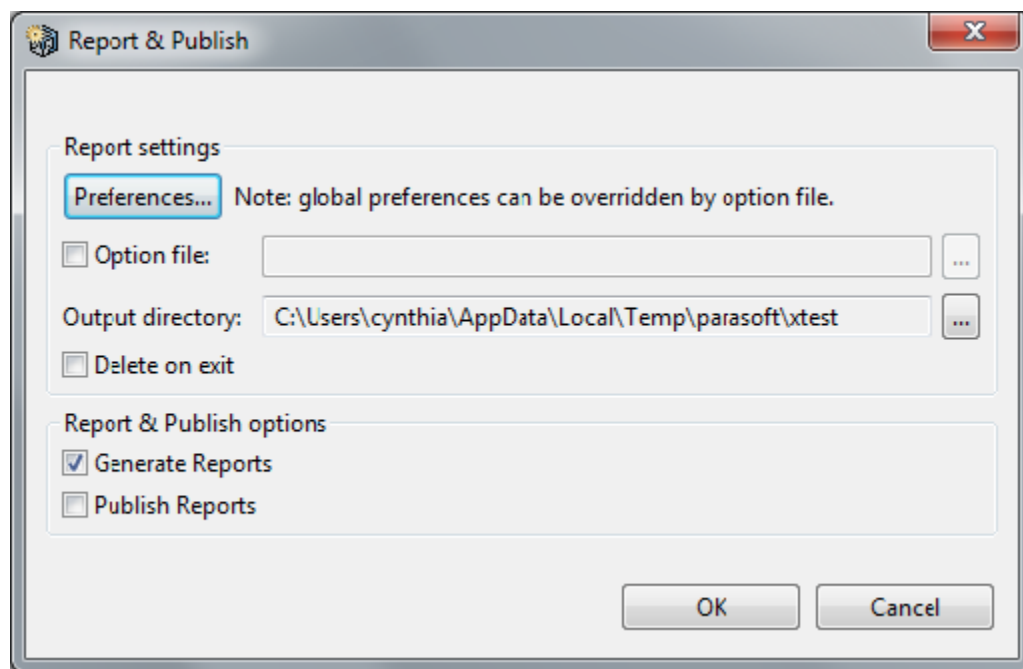 Report & Publish
Report settings
Preferences... Note: global preferences can be overridden by option file.
Option file: ...
Output directory: C:\Users\cynthia\AppData\Local\Temp\parasoft\xtest ...
Delete on exit
Report & Publish options
Generate Reports
Publish Reports
OK Cancel